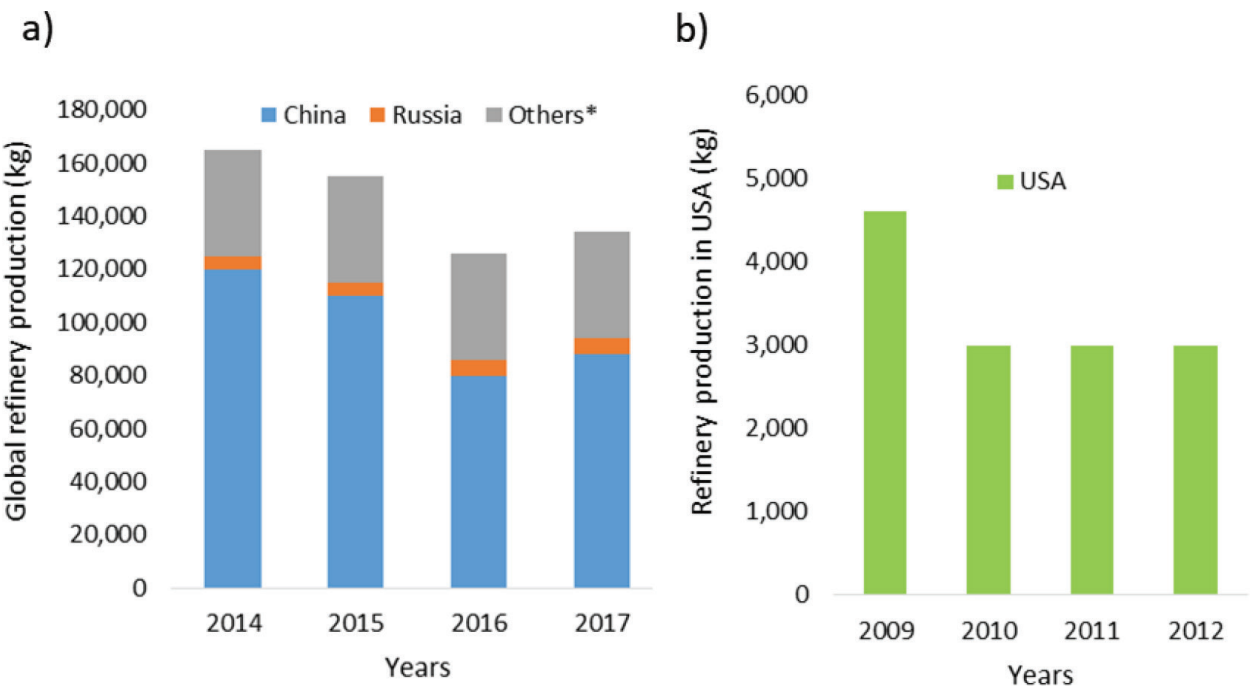 a)
Global refinery production (kg)
180,000
160,000
140,000
120,000
100,000
80,000
60,000
40,000
20,000
0
China Russia Others*
2014 2015 2016 2017
Years
b)
Refinery production in USA (kg)
6,000
5,000
4,000
3,000
2,000
1,000
0
USA
2009 2010 2011 2012
Years